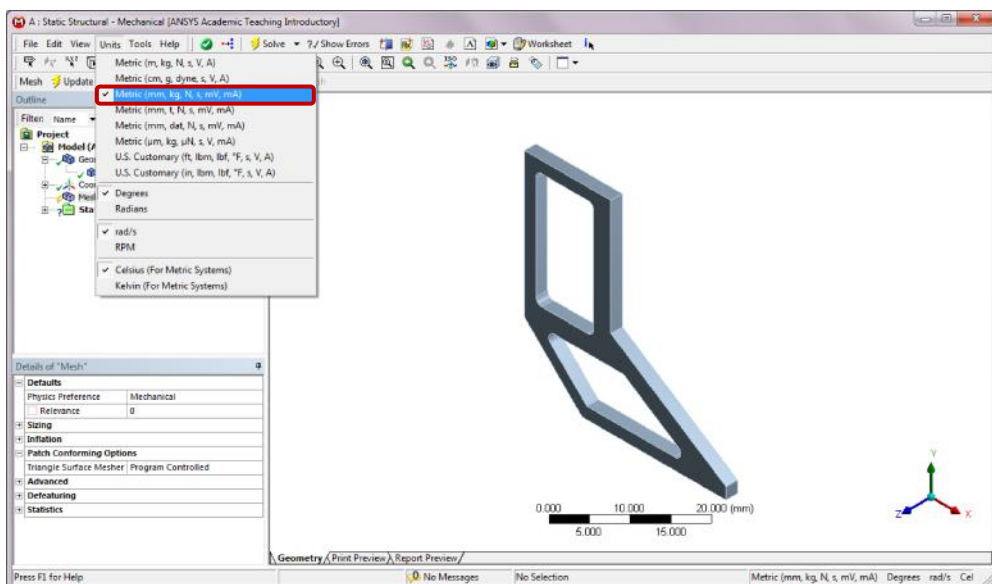 A : Static Structural - Mechanical [ANSYS Academic Teaching Introductory]
File Edit View Units Tools Help Solve ?/ Show Errors A Worksheet
Mesh Update
Metric (m, kg, N, s, V, A)
Metric (cm, g, dyne, s, V, A)
Metric (mm, kg, N, s, mV, mA)
Metric (mm, t, N, s, mV, mA)
Metric (mm, dat, N, s, mV, mA)
Metric (μm, kg, μN, s, V, mA)
U.S. Customary (ft, lbm, lbf, °F, s, V, A)
U.S. Customary (in, lbm, lbf, °F, s, V, A)
Degrees
Radians
rad/s
RPM
Celsius (For Metric Systems)
Kelvin (For Metric Systems)
Outline
Filter: Name
Project
Model (A
Geo
Coo
Mes
Sta
Details of "Mesh"
Defaults
Physics Preference Mechanical
Relevance 0
Sizing
Inflation
Patch Conforming Options
Triangle Surface Mesher Program Controlled
Advanced
Defeaturing
Statistics
0.000 10.000 20.000 (mm)
5.000 15.000
Y
Z X
Geometry Print Preview Report Preview
Press F1 for Help No Messages No Selection Metric (mm, kg, N, s, mV, mA) Degrees rad/s Cel